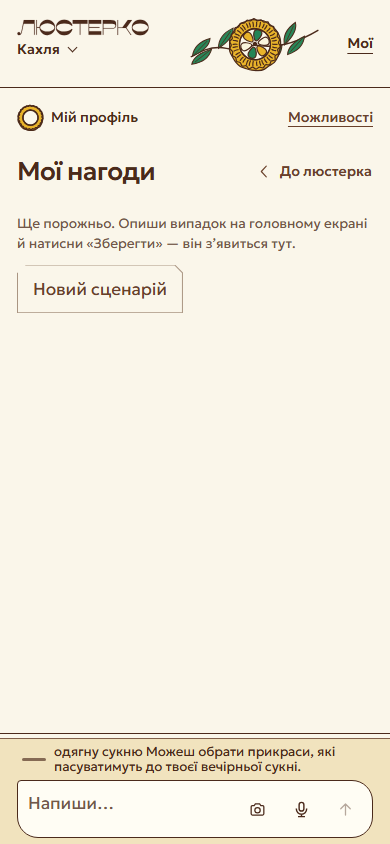 ЛЮСТЕРКО
Кахля
Мої
Мій профіль
Можливості
Мої нагоди
До люстерка
Ще порожньо. Опиши випадок на головному екрані
й натисни «Зберегти» — він з’явиться тут.
Новий сценарій
одягну сукню Можеш обрати прикраси, які
пасуватимуть до твоєї вечірньої сукні.
Напиши...